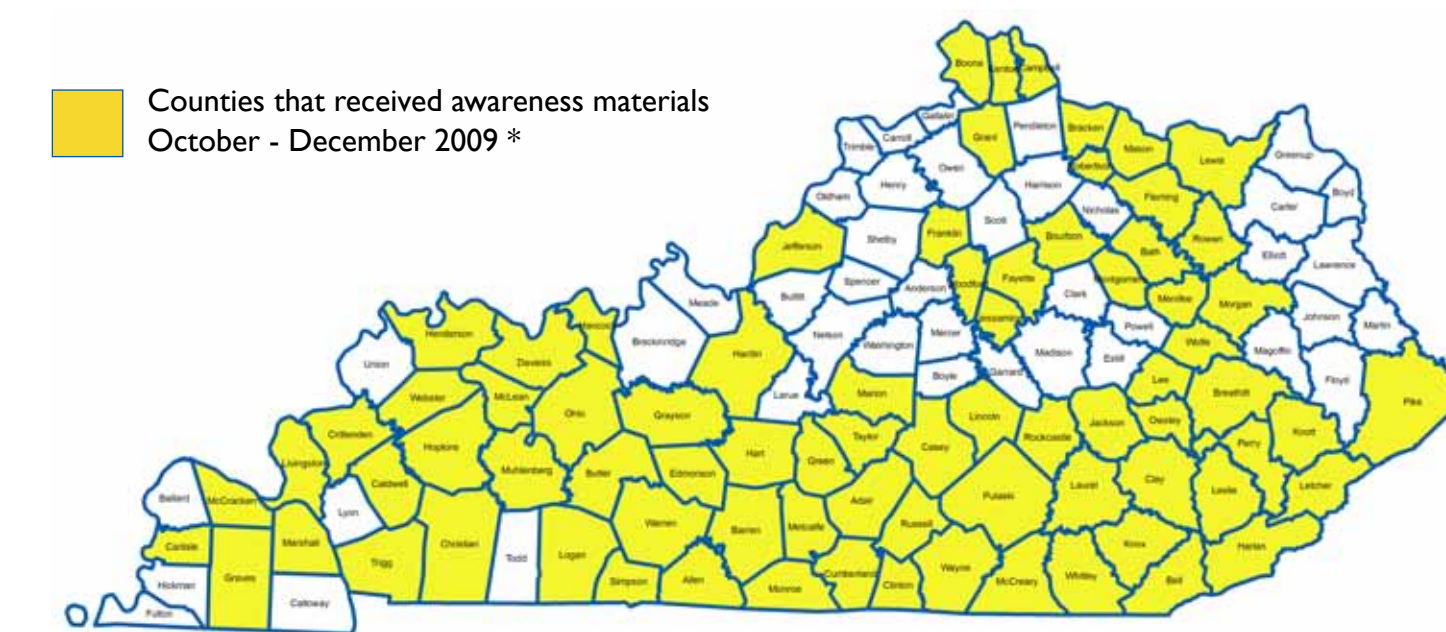 Counties that received awareness materials
October - December 2009 *
Boone
Kenton
Campbell
Gallatin
Carroll
Trimble
Grant
Pendleton
Bracken
Mason
Robertson
Lewis
Greenup
Boyd
Carter
Owen
Henry
Oldham
Harrison
Nicholas
Fleming
Rowan
Elliott
Lawrence
Jefferson
Shelby
Franklin
Scott
Bourbon
Bath
Spencer
Anderson
Woodford
Fayette
Clark
Montgomery
Menifee
Morgan
Johnson
Martin
Bullitt
Meade
Hancock
Henderson
Daviess
Union
Breckinridge
Hardin
Nelson
Washington
Mercer
Jessamine
Madison
Estill
Powell
Wolfe
Magoffin
Floyd
Pike
Larue
Marion
Boyle
Garrard
Lee
Breathitt
Webster
McLean
Ohio
Grayson
Crittenden
Hopkins
Muhlenberg
Butler
Edmonson
Hart
Green
Taylor
Casey
Lincoln
Rockcastle
Jackson
Owsley
Perry
Knott
Livingston
Caldwell
Lyon
Ballard
McCracken
Carlisle
Graves
Marshall
Hickman
Fulton
Calloway
Trigg
Christian
Todd
Logan
Simpson
Warren
Allen
Barren
Metcalfe
Adair
Monroe
Cumberland
Russell
Clinton
Pulaski
Wayne
McCreary
Laurel
Clay
Leslie
Letcher
Knox
Whitley
Bell
Harlan